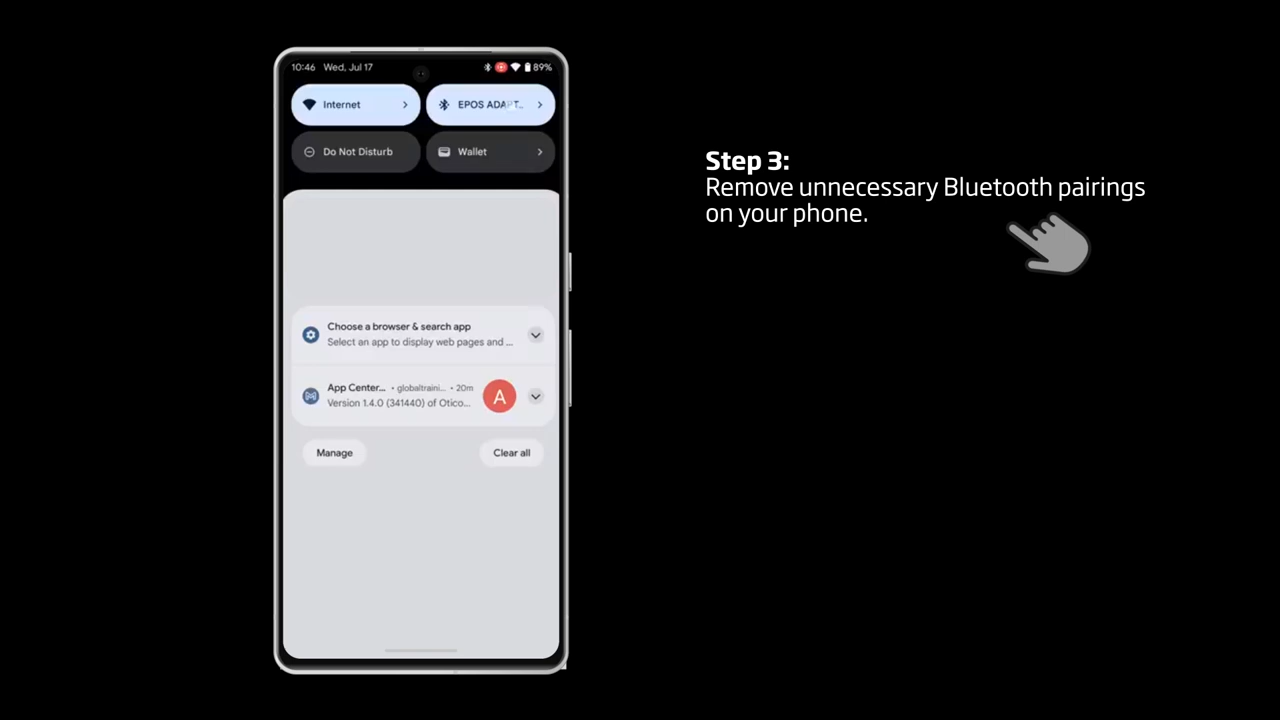 10:46 Wed, Jul 17
89%
Internet
EPOS ADAPT...
Do Not Disturb
Wallet
Choose a browser & search app
Select an app to display web pages and ...
App Center... • globaltraini... • 20m
Version 1.4.0 (341440) of Otico...
A
Manage
Clear all
Step 3:
Remove unnecessary Bluetooth pairings
on your phone.